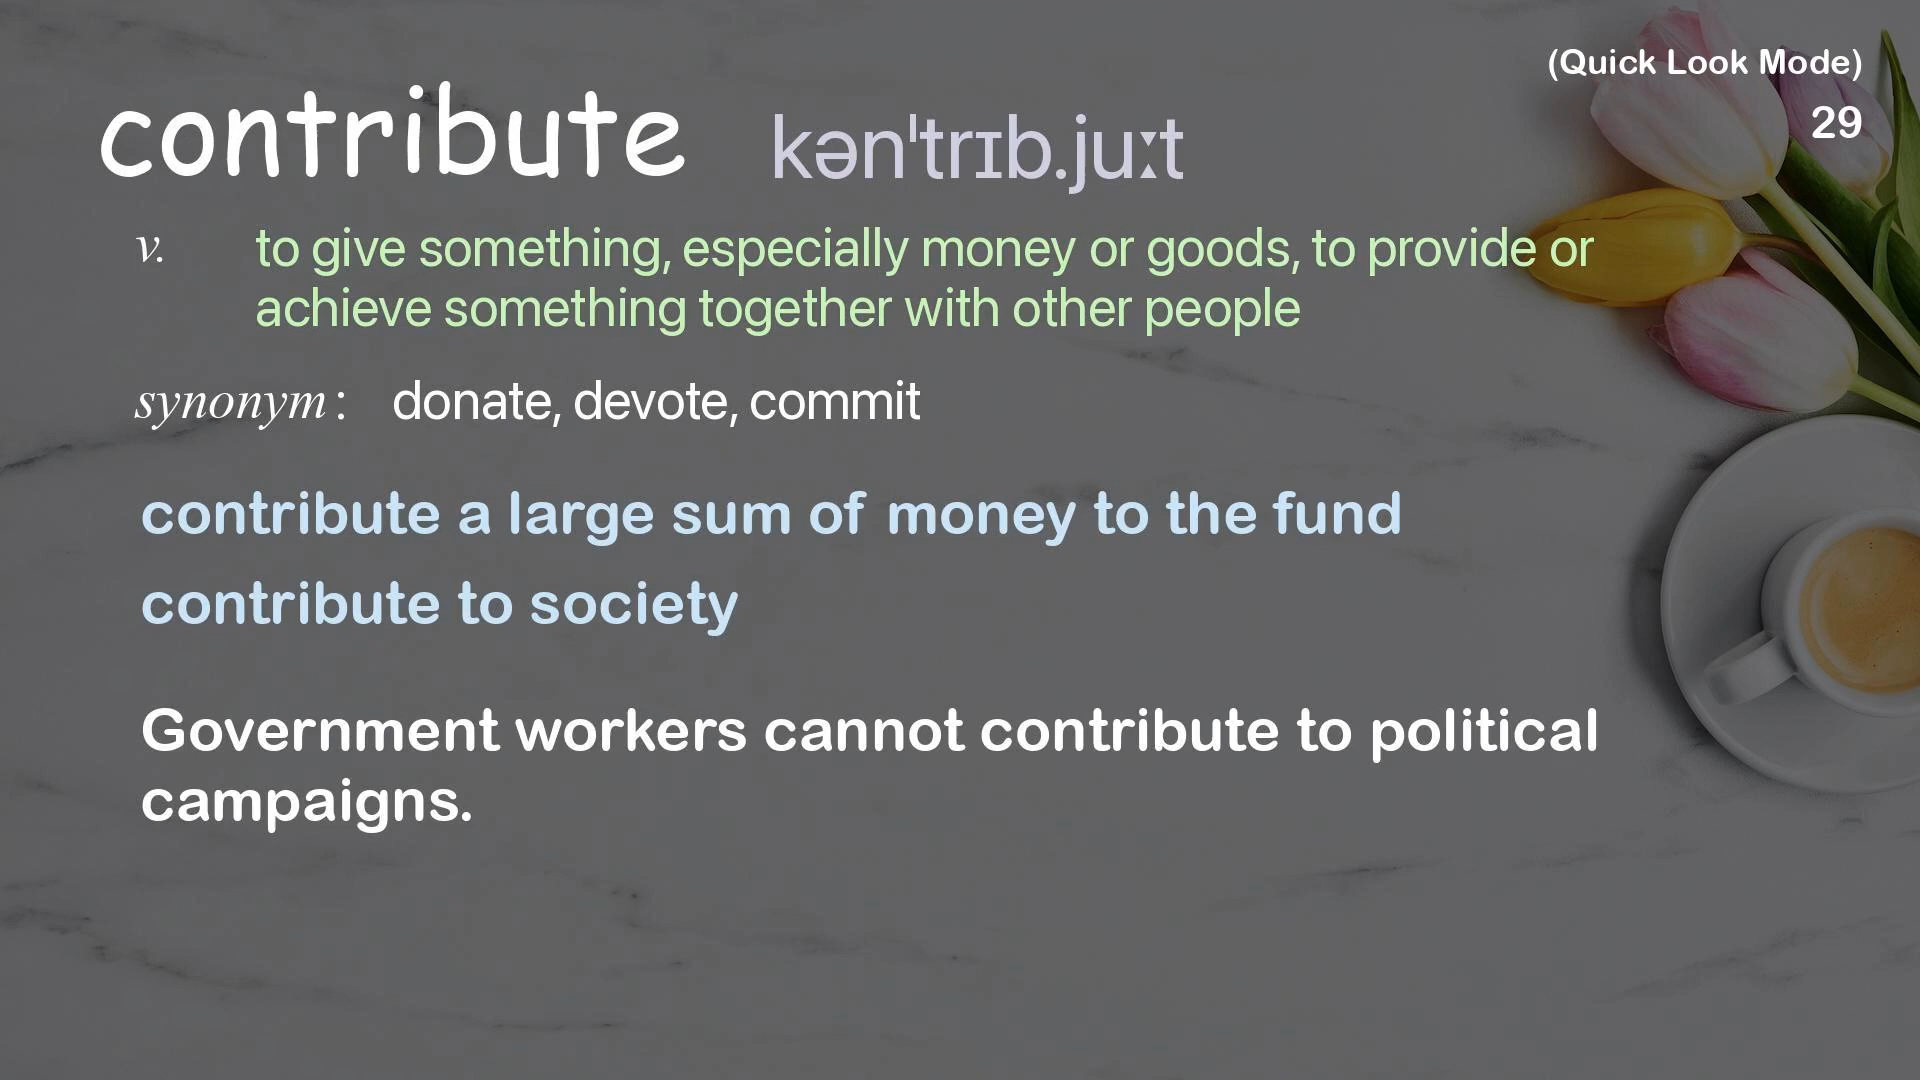 (Quick Look Mode)
29
contribute kənˈtrɪb.juːt
v. to give something, especially money or goods, to provide or
achieve something together with other people
synonym : donate, devote, commit
contribute a large sum of money to the fund
contribute to society
Government workers cannot contribute to political
campaigns.